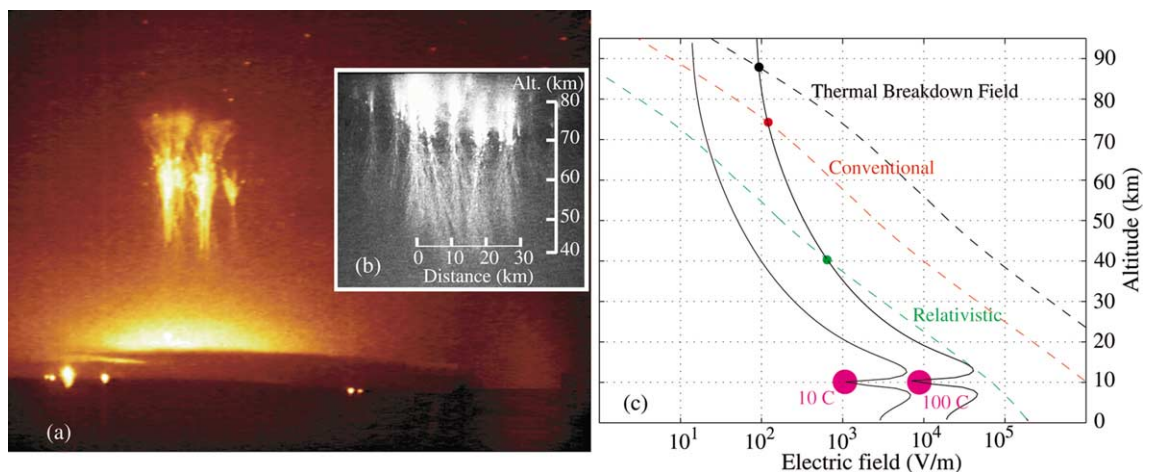 (a)
Alt.
(km)
80
70
60
50
40
0 10 20 30
Distance (km)
(b)
90
80
70
60
50
40
30
20
10
0
Altitude (km)
Thermal Breakdown Field
Conventional
Relativistic
10 C
100 C
(c)
10¹ 10² 10³ 10⁴ 10⁵
Electric field (V/m)